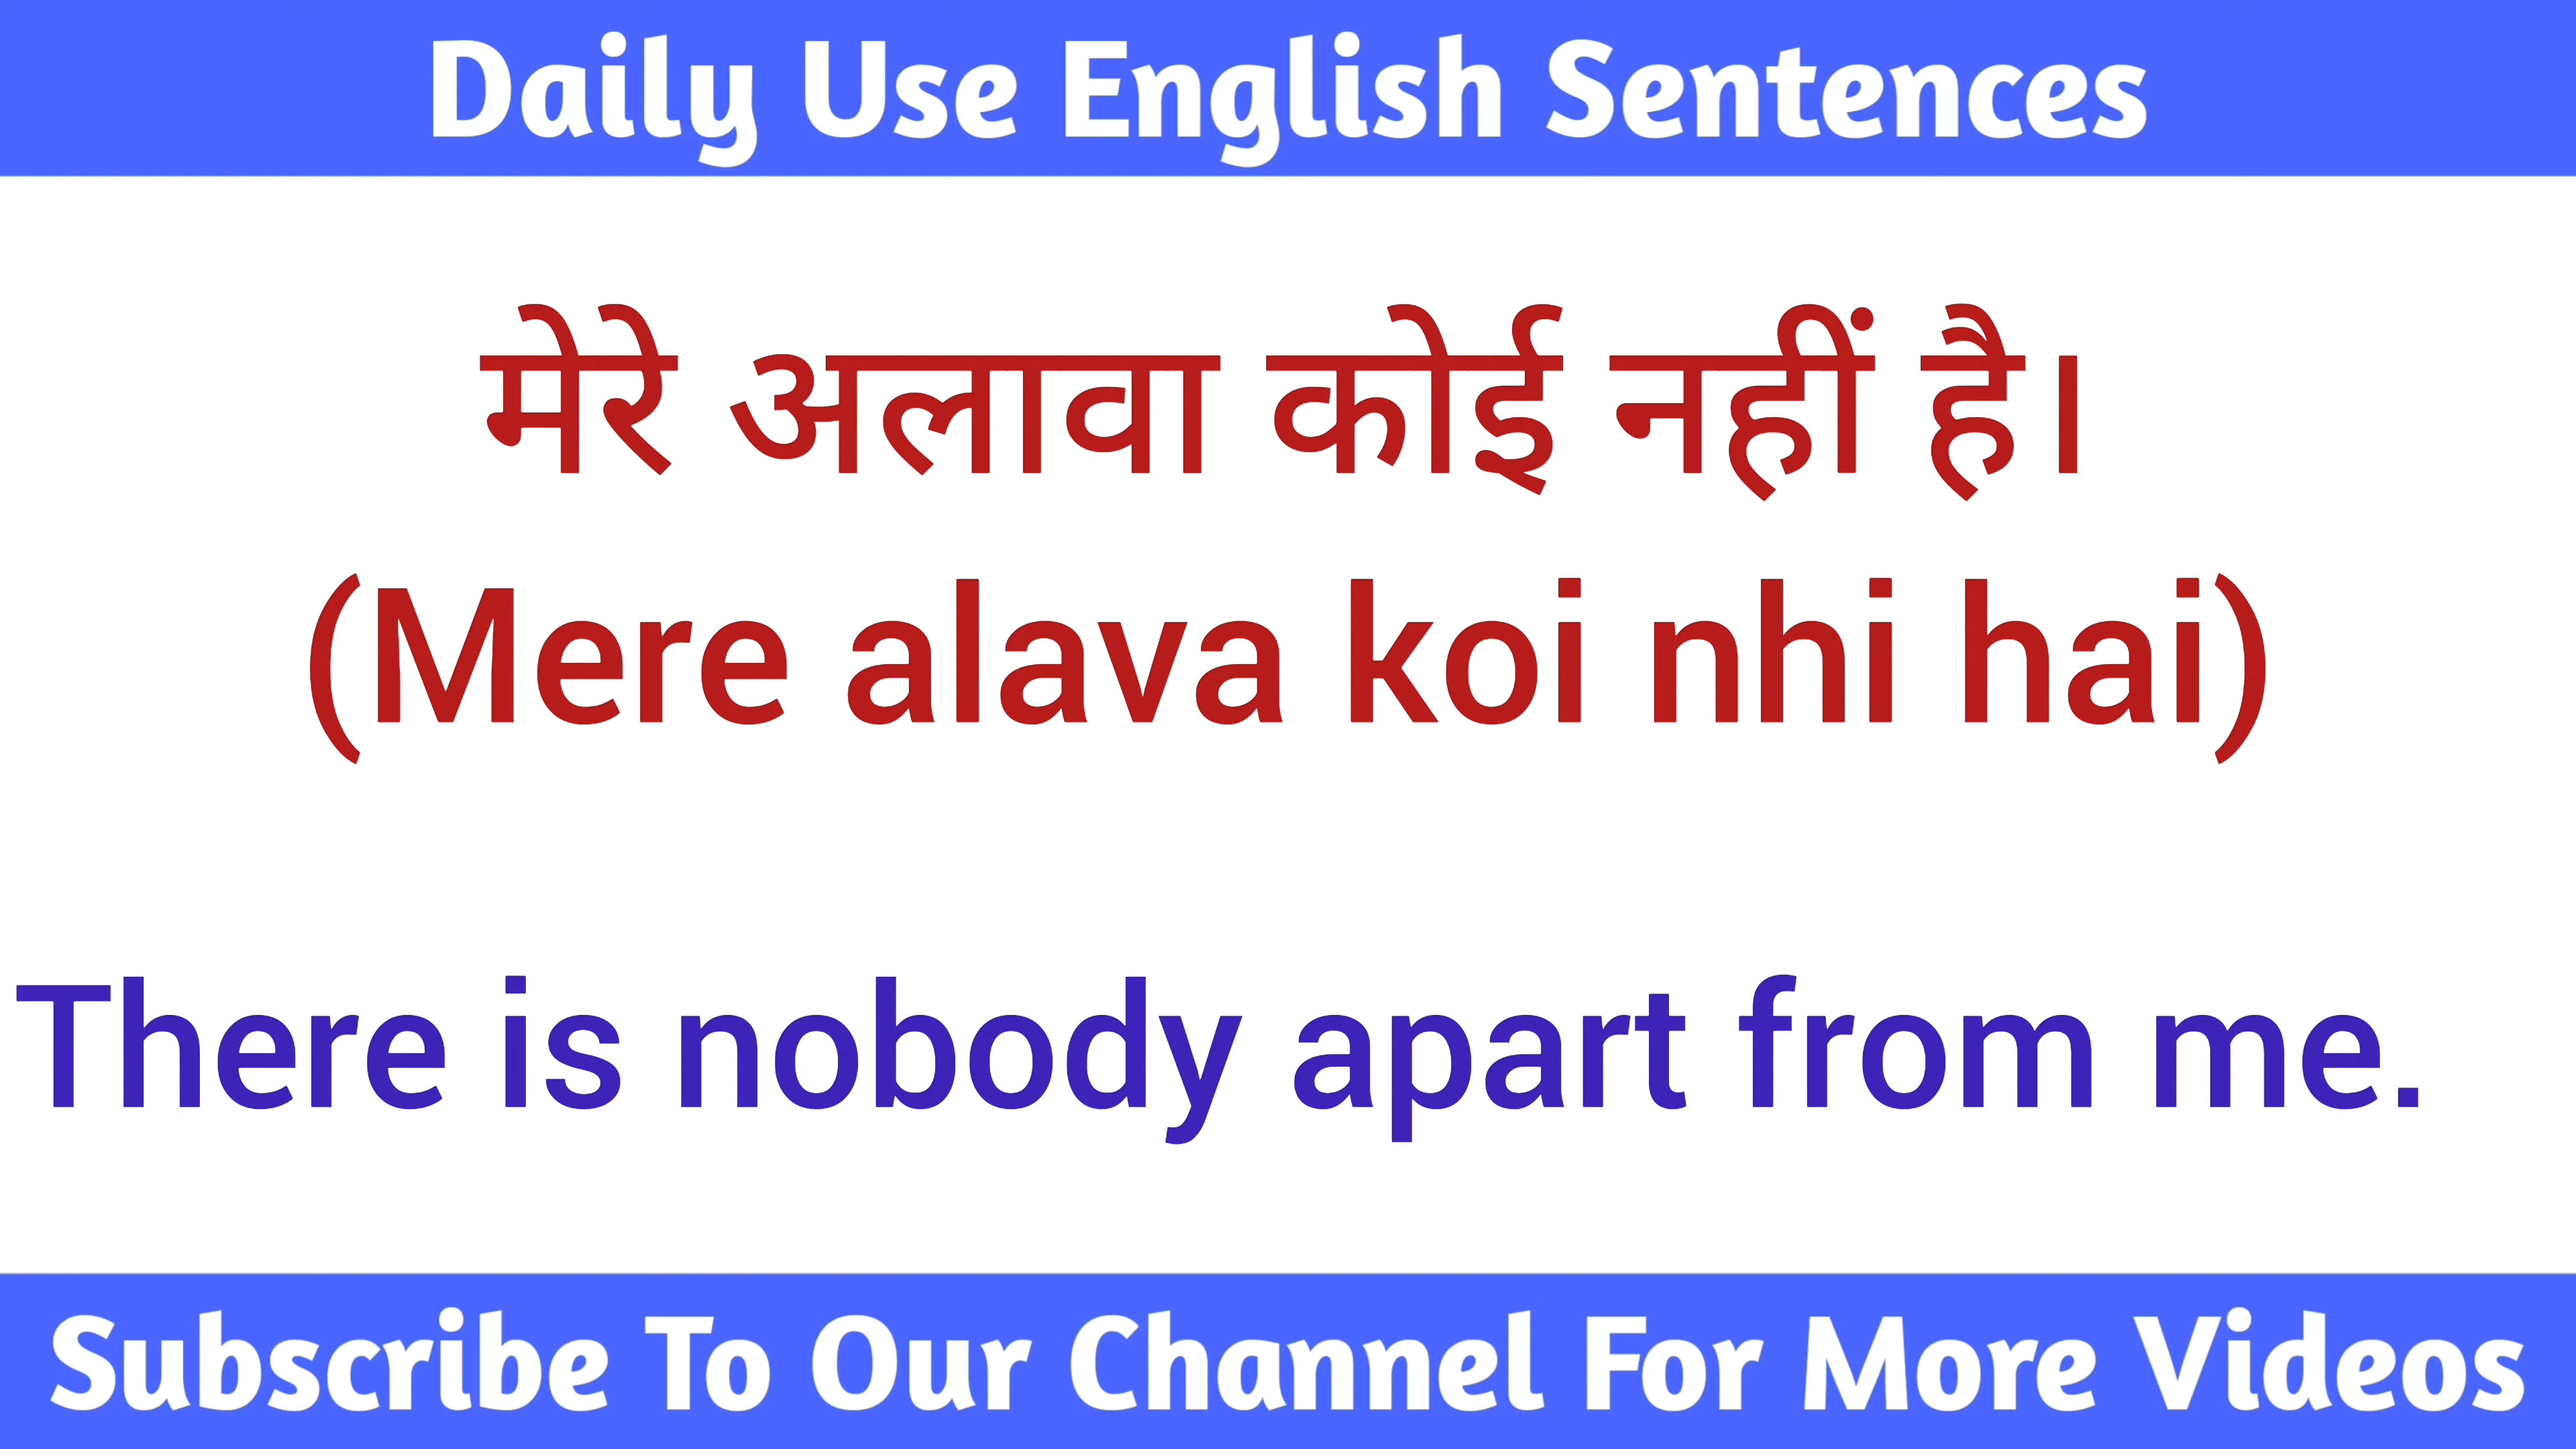 Daily Use English Sentences
मेरे अलावा कोई नहीं है।
(Mere alava koi nhi hai)
There is nobody apart from me.
Subscribe To Our Channel For More Videos